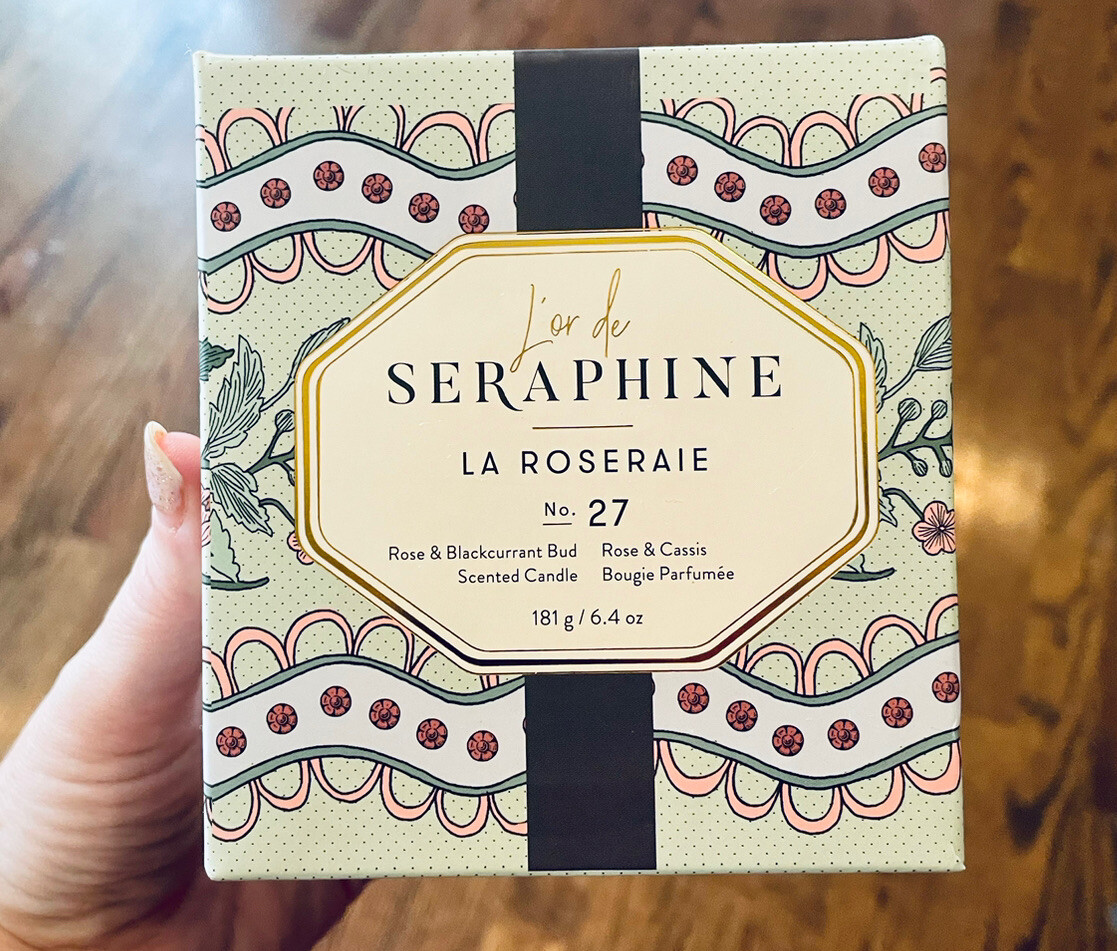 L'or de
SERAPHINE
LA ROSERAIE
No. 27
Rose & Blackcurrant Bud
Scented Candle
Rose & Cassis
Bougie Parfumée
181 g / 6.4 oz